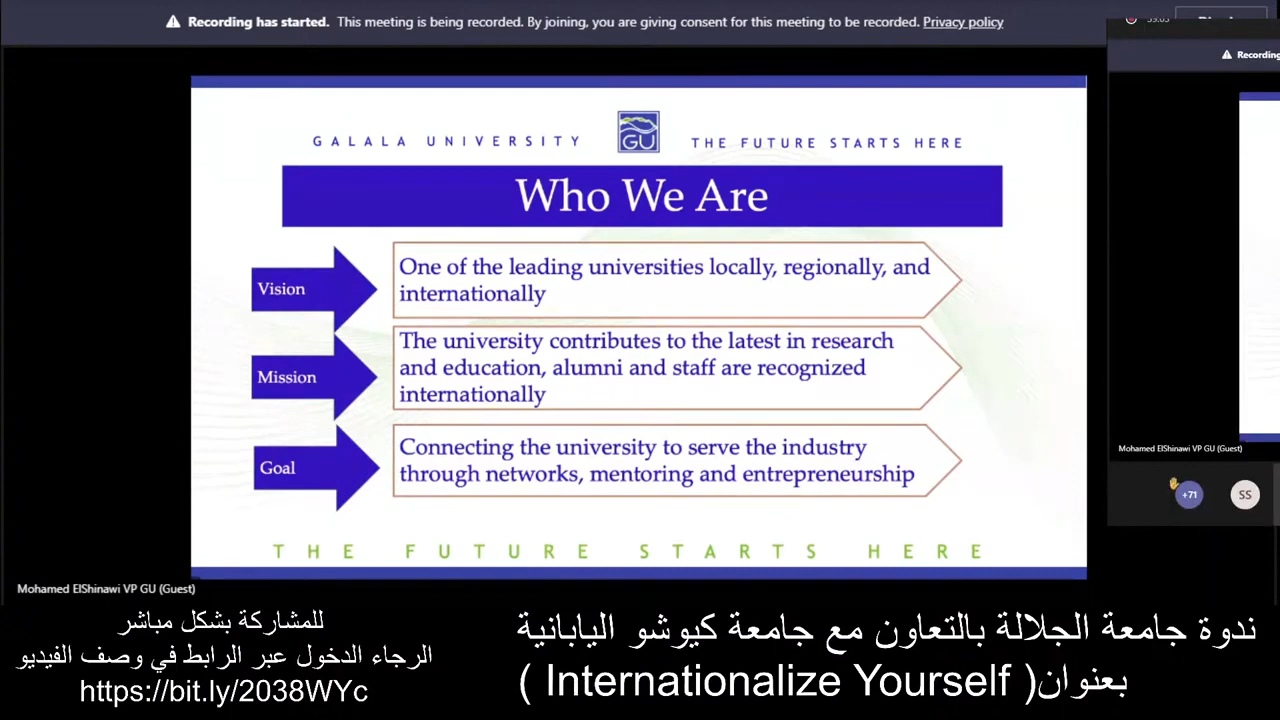 Recording has started. This meeting is being recorded. By joining, you are giving consent for this meeting to be recorded. Privacy policy
Recording
GALALA UNIVERSITY
GU
THE FUTURE STARTS HERE
Who We Are
Vision
One of the leading universities locally, regionally, and
internationally
Mission
The university contributes to the latest in research
and education, alumni and staff are recognized
internationally
Goal
Connecting the university to serve the industry
through networks, mentoring and entrepreneurship
THE FUTURE STARTS HERE
Mohamed ElShinawi VP GU (Guest)
Mohamed ElShinawi VP GU (Guest)
+71
SS
ندوة جامعة الجلالة بالتعاون مع جامعة كيوشو اليابانية
بعنوان( Internationalize Yourself )
للمشاركة بشكل مباشر
الرجاء الدخول عبر الرابط في وصف الفيديو
https://bit.ly/2038WYc